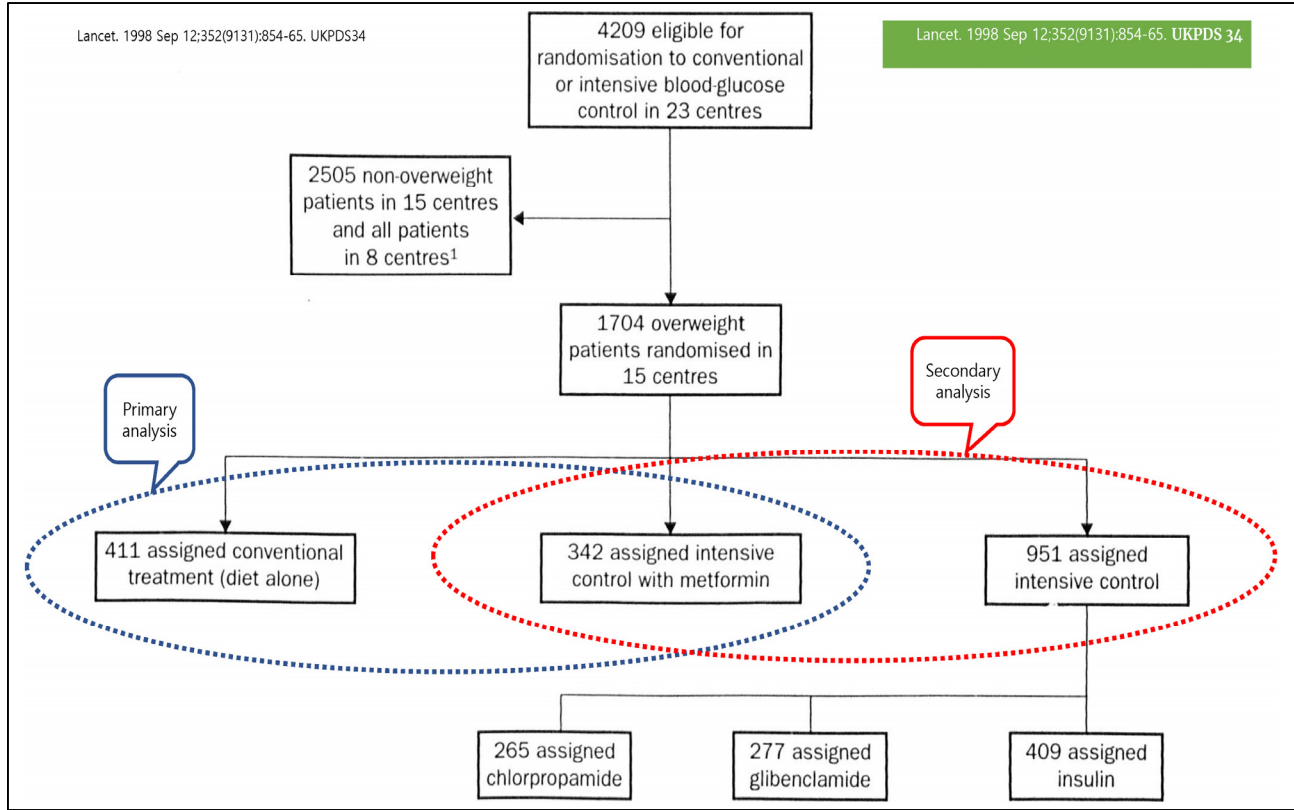 Lancet. 1998 Sep 12;352(9131):854-65. UKPDS34
Lancet. 1998 Sep 12;352(9131):854-65. UKPDS 34
4209 eligible for
randomisation to conventional
or intensive blood-glucose
control in 23 centres
2505 non-overweight
patients in 15 centres
and all patients
in 8 centres¹
1704 overweight
patients randomised in
15 centres
Primary
analysis
Secondary
analysis
411 assigned conventional
treatment (diet alone)
342 assigned intensive
control with metformin
951 assigned
intensive control
265 assigned
chlorpropamide
277 assigned
glibenclamide
409 assigned
insulin